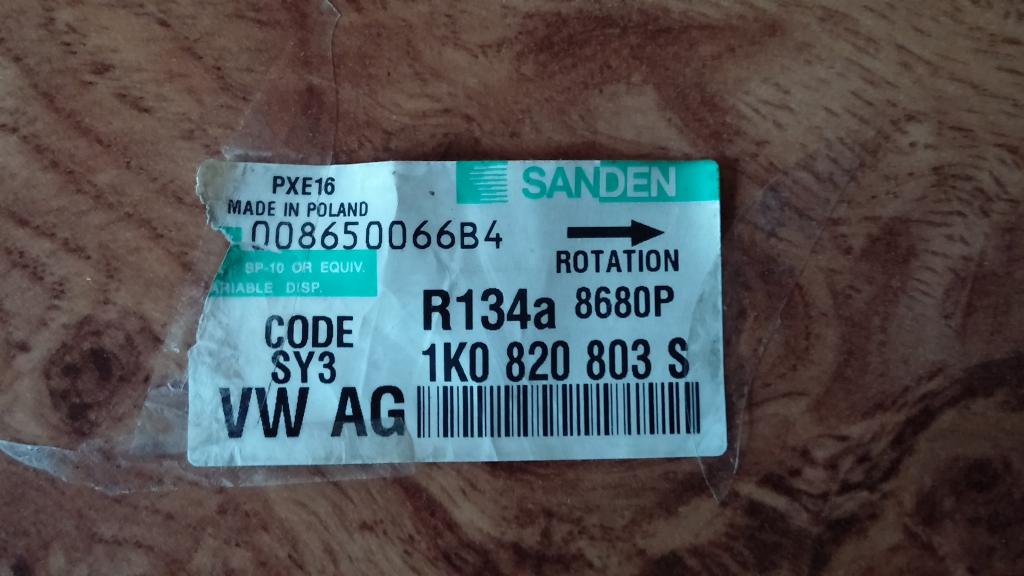 PXE16
SANDEN
MADE IN POLAND
008650066B4
ROTATION
SP-10 OR EQUIV.
DISP.
R134a 8680P
CODE
SY3
1K0 820 803 S
VW AG